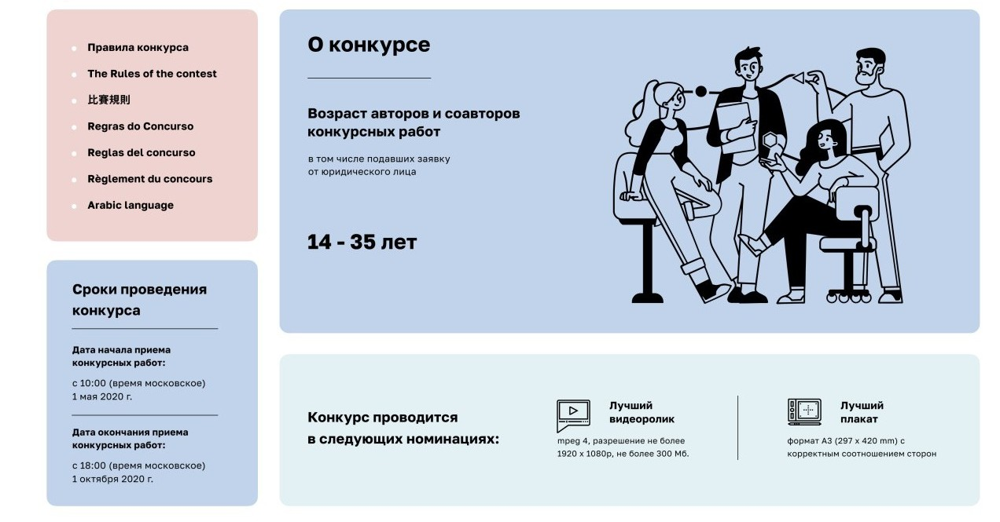 Правила конкурса
The Rules of the contest
比賽規則
Regras do Concurso
Reglas del concurso
Règlement du concours
Arabic language
Сроки проведения
конкурса
Дата начала приема
конкурсных работ:
с 10:00 (время московское)
1 мая 2020 г.
Дата окончания приема
конкурсных работ:
с 18:00 (время московское)
1 октября 2020 г.
О конкурсе
Возраст авторов и соавторов
конкурсных работ
в том числе подавших заявку
от юридического лица
14 - 35 лет
Конкурс проводится
в следующих номинациях:
Лучший
видеоролик
mpeg 4, разрешение не более
1920 x 1080p, не более 300 Мб.
Лучший
плакат
формат А3 (297 x 420 mm) с
корректным соотношением сторон